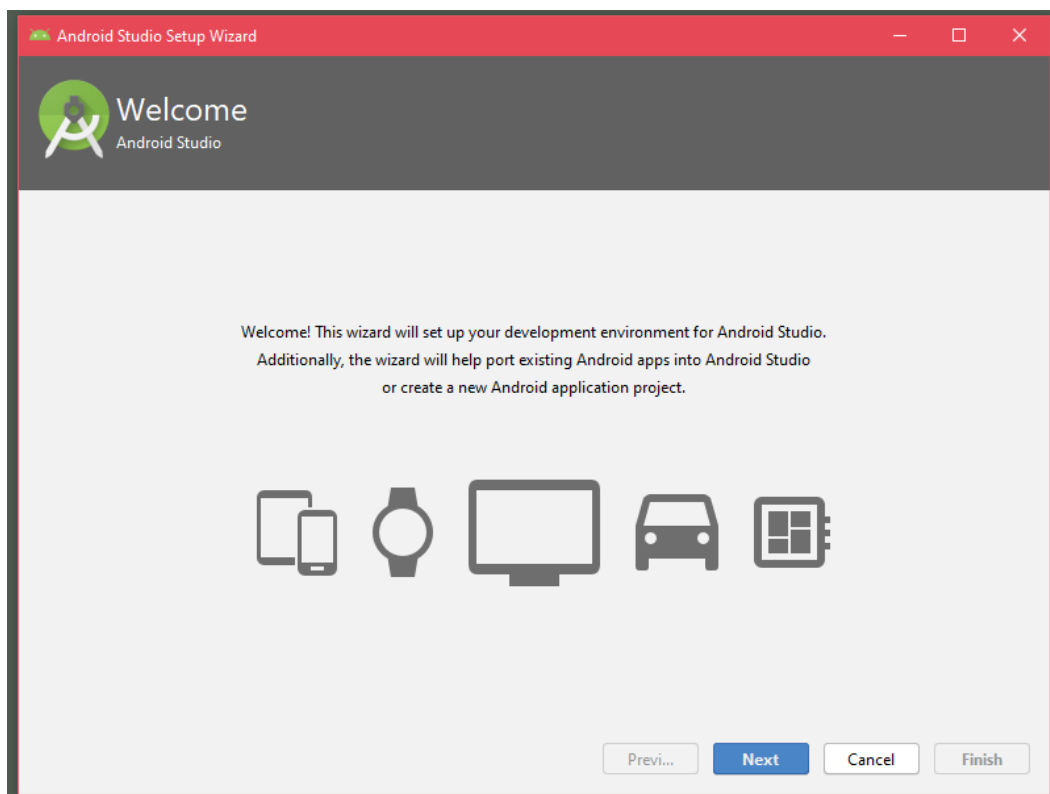 Android Studio Setup Wizard
Welcome
Android Studio
Welcome! This wizard will set up your development environment for Android Studio.
Additionally, the wizard will help port existing Android apps into Android Studio
or create a new Android application project.
Previ... Next Cancel Finish